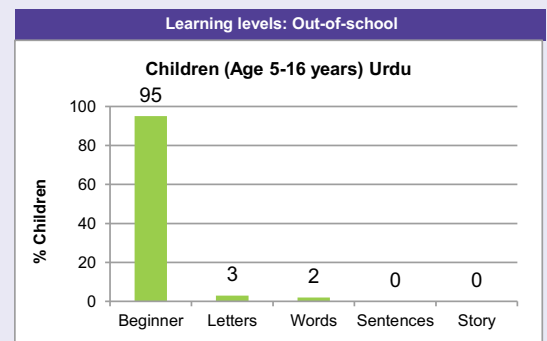 Learning levels: Out-of-school
Children (Age 5-16 years) Urdu
% Children
100
80
60
40
20
0
95
3
2
0
0
Beginner Letters Words Sentences Story